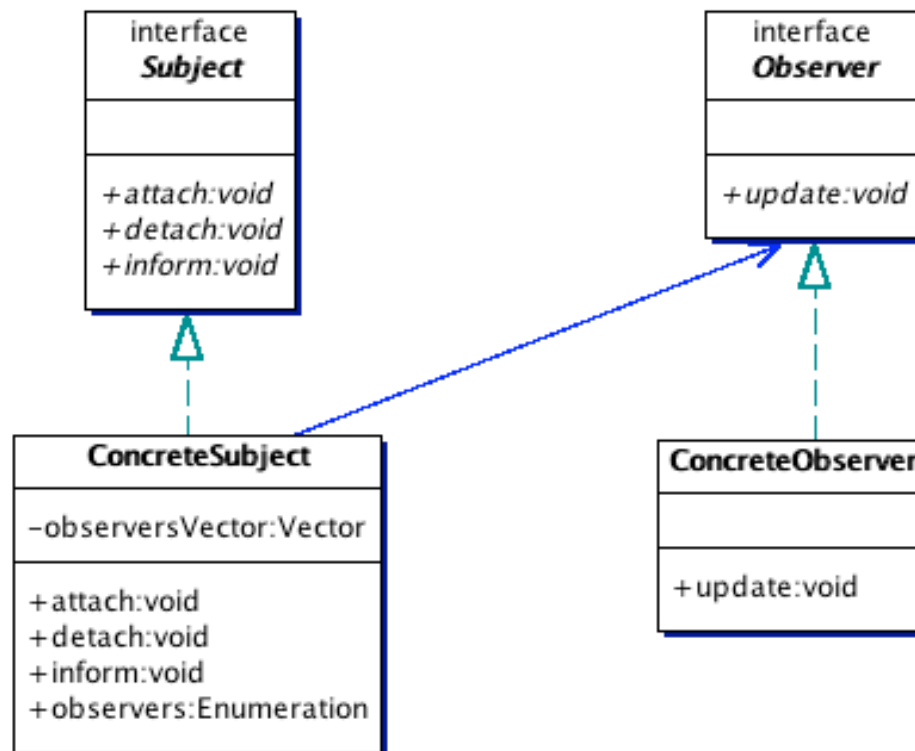 interface
Subject
+attach:void
+detach:void
+inform:void
interface
Observer
+update:void
ConcreteSubject
-observersVector:Vector
+attach:void
+detach:void
+inform:void
+observers:Enumeration
ConcreteObserver
+update:void